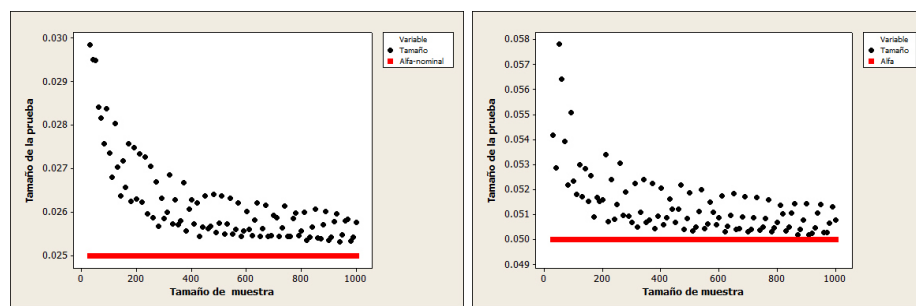 0.030
0.029
0.028
0.027
0.026
0.025
Tamaño de la prueba
0 200 400 600 800 1000
Tamaño de muestra
Variable
Tamaño
Alfa-nominal
0.058
0.057
0.056
0.055
0.054
0.053
0.052
0.051
0.050
0.049
Tamaño de la prueba
0 200 400 600 800 1000
Tamaño de muestra
Variable
Tamaño
Alfa